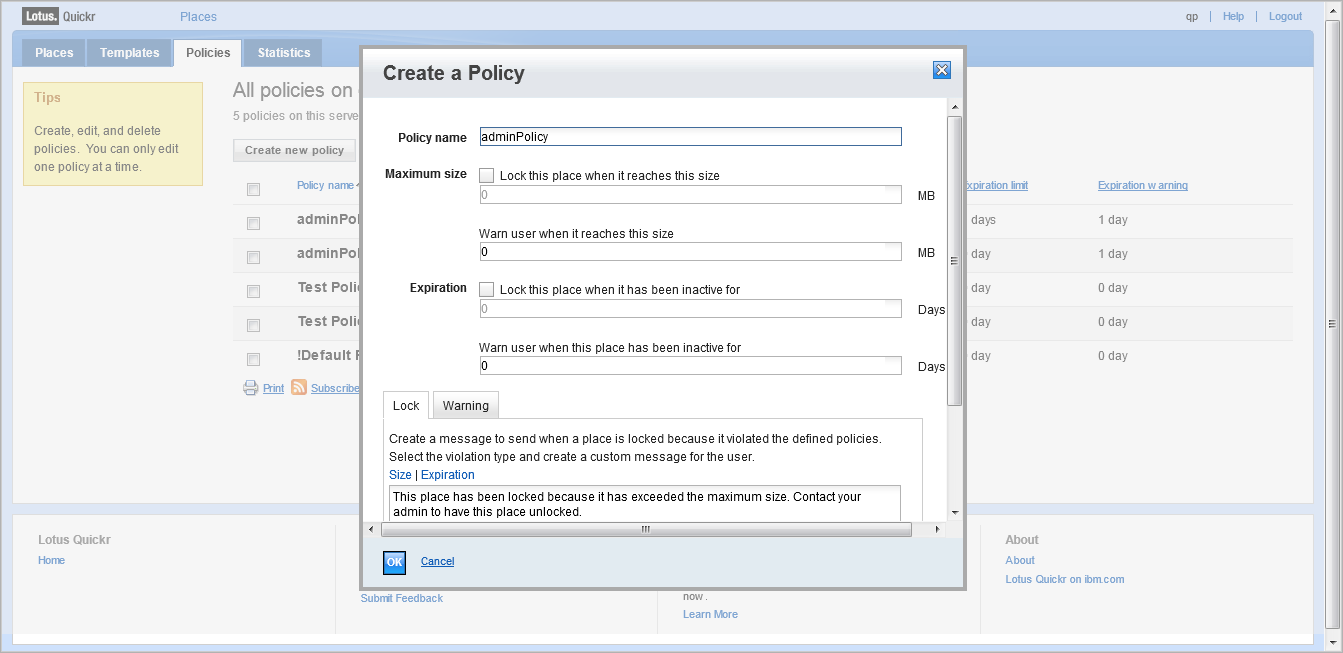 Lotus. Quickr Places qp | Help | Logout
Places Templates Policies Statistics
Tips
Create, edit, and delete
policies. You can only edit
one policy at a time.
All policies on
5 policies on this serve
Create new policy
Policy name
Expiration limit Expiration warning
adminPol
days 1 day
adminPol
day 1 day
Test Poli
day 0 day
Test Poli
day 0 day
!Default P
day 0 day
Print Subscribe
Create a Policy
Policy name adminPolicy
Maximum size Lock this place when it reaches this size
0 MB
Warn user when it reaches this size
0 MB
Expiration Lock this place when it has been inactive for
0 Days
Warn user when this place has been inactive for
0 Days
Lock Warning
Create a message to send when a place is locked because it violated the defined policies.
Select the violation type and create a custom message for the user.
Size | Expiration
This place has been locked because it has exceeded the maximum size. Contact your
admin to have this place unlocked.
OK Cancel
Lotus Quickr
Home
Submit Feedback
now .
Learn More
About
About
Lotus Quickr on ibm.com